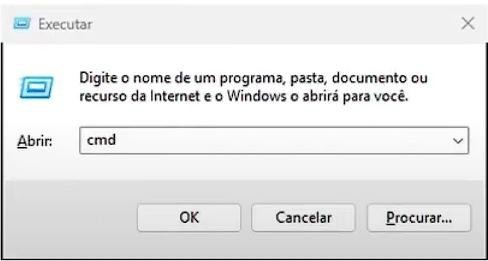 Executar
Digite o nome de um programa, pasta, documento ou
recurso da Internet e o Windows o abrirá para você.
Abrir: cmd
OK Cancelar Procurar...